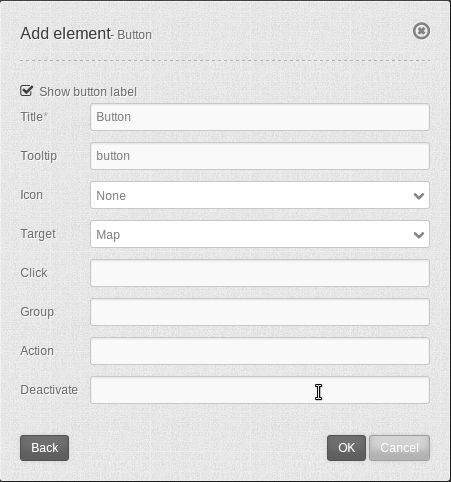 Add element- Button
Show button label
Title* Button
Tooltip button
Icon None
Target Map
Click
Group
Action
Deactivate
Back OK Cancel